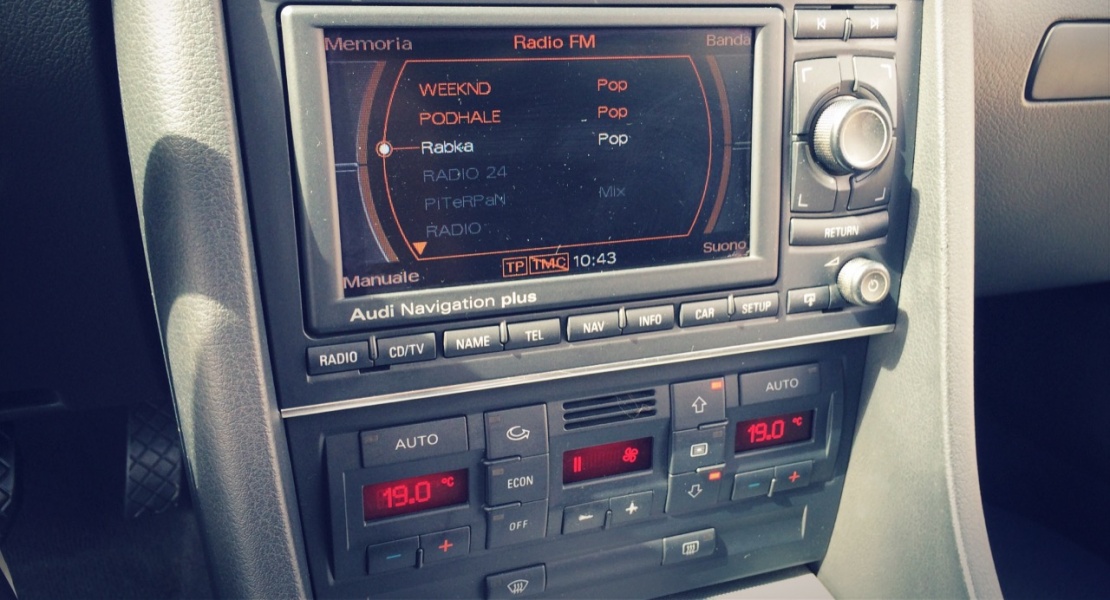 Memoria Radio FM Banda
WEEKND Pop
PODHALE Pop
Rabka Pop
RADIO 24
PiTeRPaN Mix
RADIO
Manuale TP TMC 10:43 Suono
Audi Navigation plus
RETURN
RADIO CD/TV NAME TEL NAV INFO CAR SETUP
AUTO AUTO
19.0 °C 19.0 °C
ECON
OFF